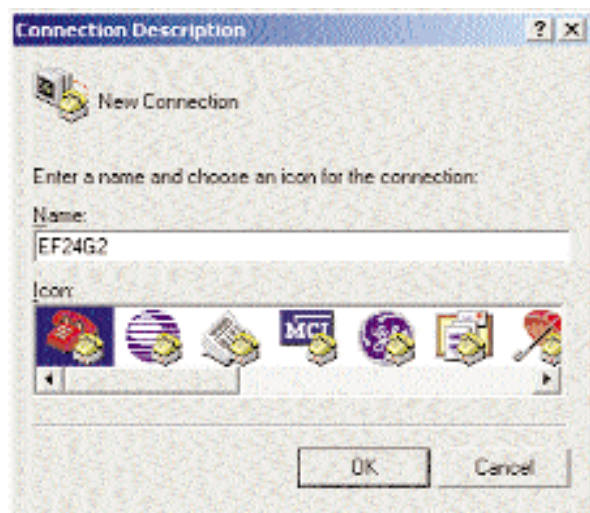 Connection Description
New Connection
Enter a name and choose an icon for the connection:
Name:
EF24G2
Icon:
MCI
OK
Cancel